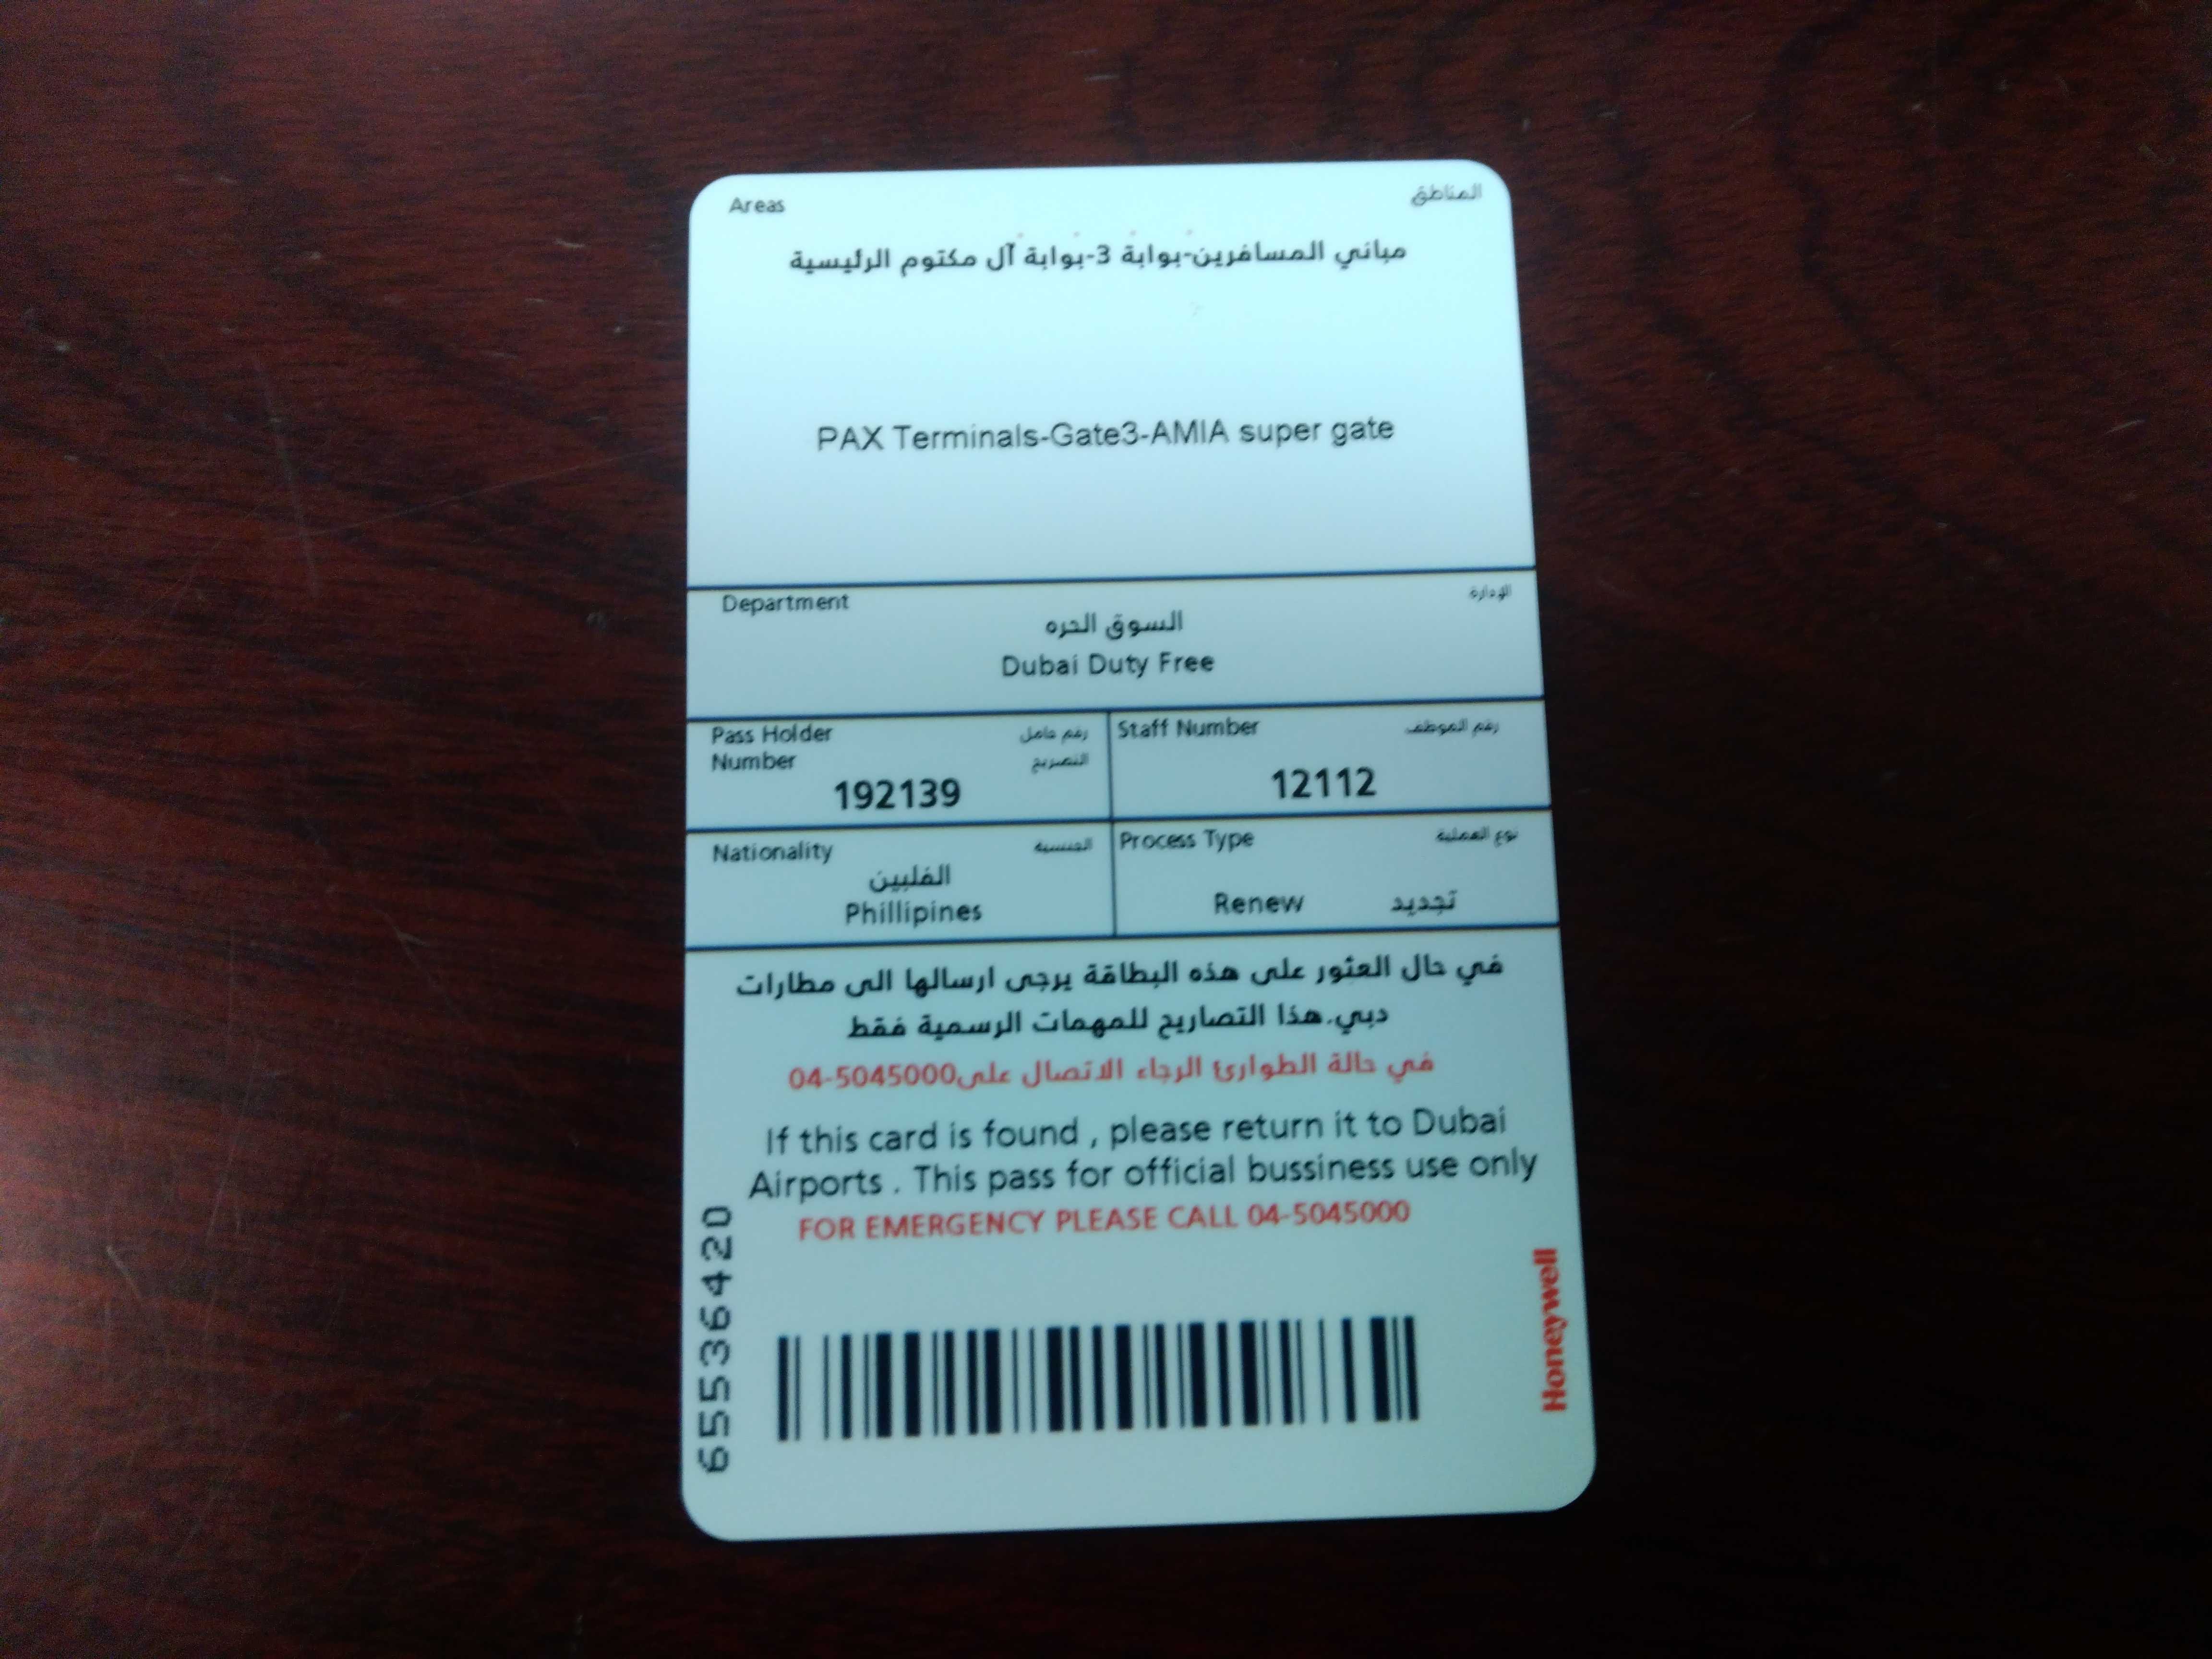 Areas المناطق
مباني المسافرين-بوابة 3-بوابة آل مكتوم الرئيسية
PAX Terminals-Gate3-AMIA super gate
Department الإدارة
السوق الحره
Dubai Duty Free
Pass Holder رقم حامل
Number التصريح
192139
Staff Number رقم الموظف
12112
Nationality الجنسية
الفلبين
Phillipines
Process Type نوع العملية
Renew تجديد
في حال العثور على هذه البطاقة يرجى ارسالها الى مطارات
دبي.هذا التصاريح للمهمات الرسمية فقط
في حالة الطوارئ الرجاء الاتصال على04-5045000
If this card is found , please return it to Dubai
Airports . This pass for official bussiness use only
FOR EMERGENCY PLEASE CALL 04-5045000
65536420
Honeywell